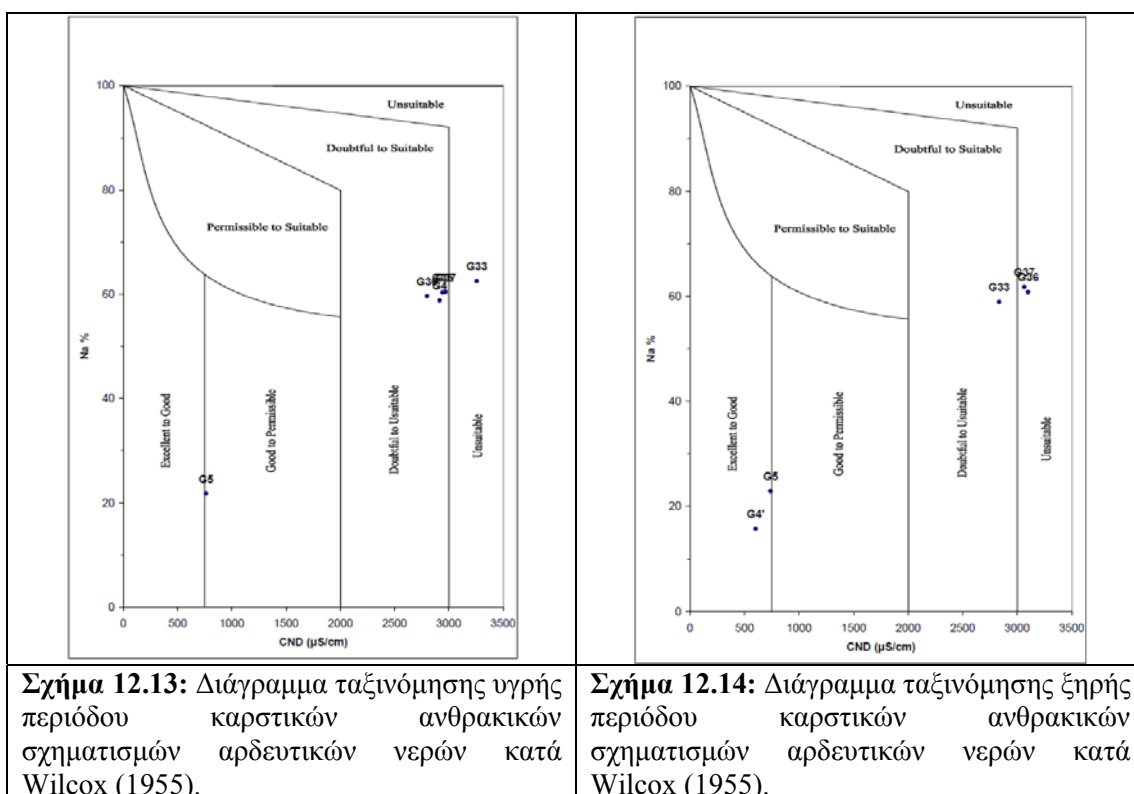 100
80
60
40
20
0
Na %
Unsuitable
Doubtful to Suitable
Permissible to Suitable
G33
G4
G5
Excellent to Good
Good to Permissible
Doubtful to Usuitable
Unsuitable
0 500 1000 1500 2000 2500 3000 3500
CND (µS/cm)
Σχήμα 12.13: Διάγραμμα ταξινόμησης υγρής
περιόδου καρστικών ανθρακικών
σχηματισμών αρδευτικών νερών κατά
Wilcox (1955).
100
80
60
40
20
0
Na %
Unsuitable
Doubtful to Suitable
Permissible to Suitable
G37
G36
G33
G5
G4'
Excellent to Good
Good to Permissible
Doubtful to Usuitable
Unsuitable
0 500 1000 1500 2000 2500 3000 3500
CND (µS/cm)
Σχήμα 12.14: Διάγραμμα ταξινόμησης ξηρής
περιόδου καρστικών ανθρακικών
σχηματισμών αρδευτικών νερών κατά
Wilcox (1955).